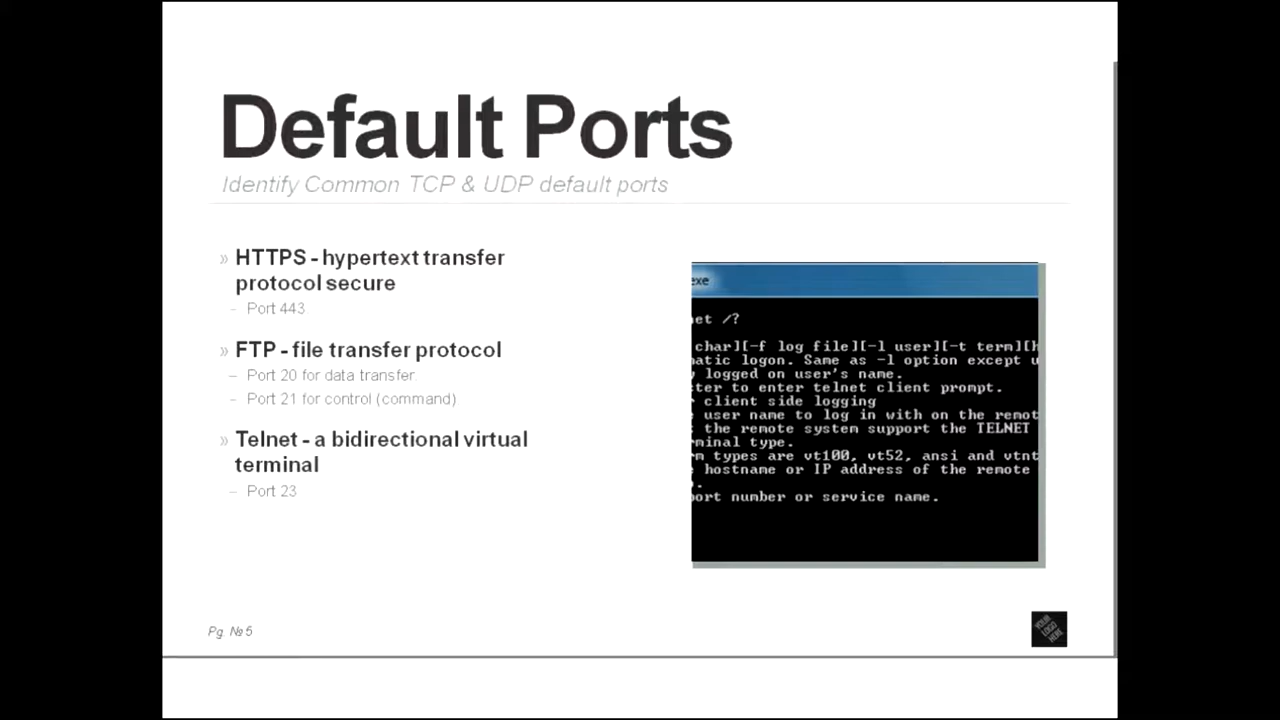 Default Ports
Identify Common TCP & UDP default ports
» HTTPS - hypertext transfer
protocol secure
– Port 443
» FTP - file transfer protocol
– Port 20 for data transfer
– Port 21 for control (command)
» Telnet - a bidirectional virtual
terminal
– Port 23
exe
net /?
char][-f log file][-l user][-t term][h
matic logon. Same as -l option except u
y logged on user's name.
cter to enter telnet client prompt.
r client side logging
e user name to log in with on the remot
t the remote system support the TELNET
minal type.
rm types are vt100, vt52, ansi and vtnt
e hostname or IP address of the remote
.
ort number or service name.
Pg. № 5
YOUR
LOGO
HERE